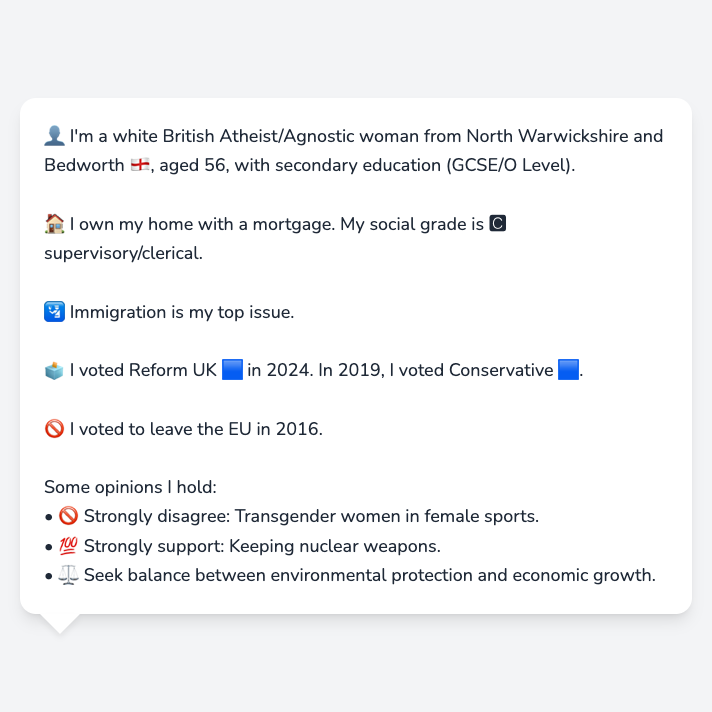 👤 I'm a white British Atheist/Agnostic woman from North Warwickshire and
Bedworth 🏴󠁧󠁢󠁥󠁮󠁧󠁿, aged 56, with secondary education (GCSE/O Level).
🏠 I own my home with a mortgage. My social grade is 🅲
supervisory/clerical.
🛂 Immigration is my top issue.
🗳️ I voted Reform UK 🟦 in 2024. In 2019, I voted Conservative 🟦.
🚫 I voted to leave the EU in 2016.
Some opinions I hold:
• 🚫 Strongly disagree: Transgender women in female sports.
• 💯 Strongly support: Keeping nuclear weapons.
• ⚖️ Seek balance between environmental protection and economic growth.